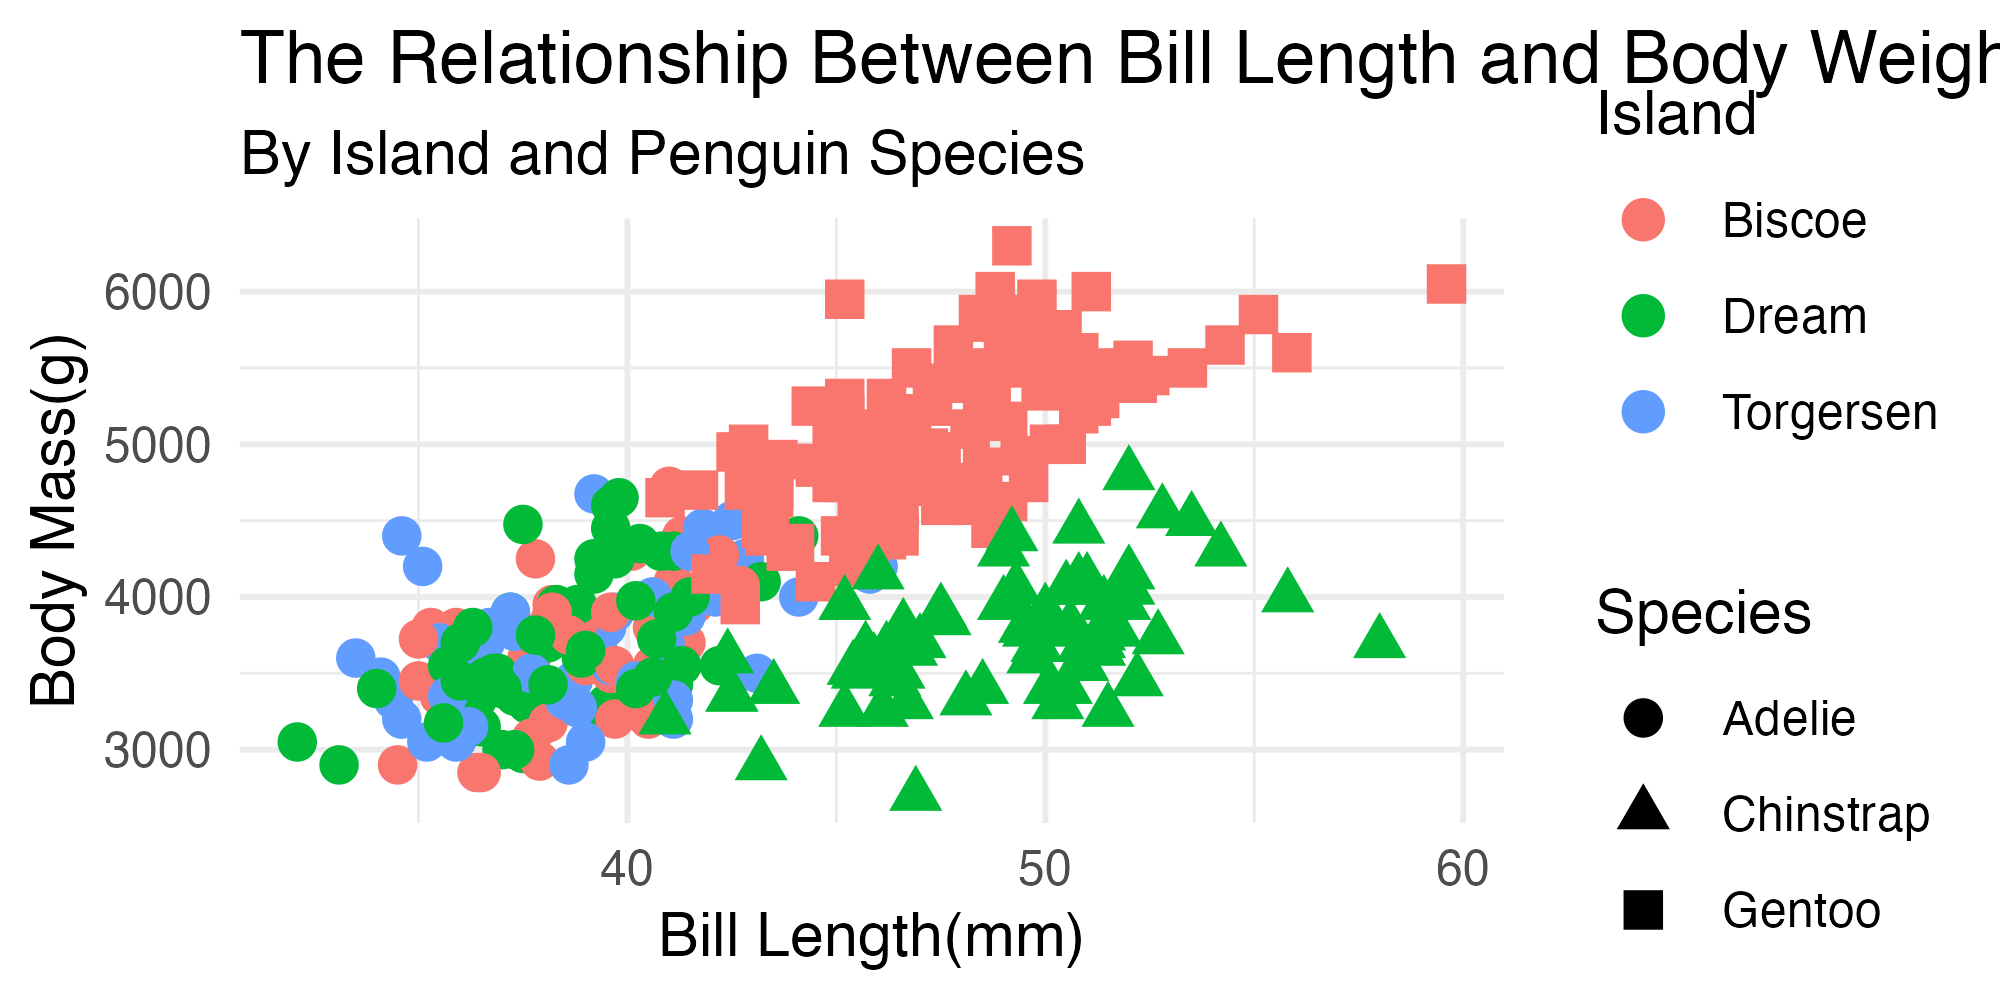 The Relationship Between Bill Length and Body Weigh
By Island and Penguin Species
Island
Biscoe
Dream
Torgersen
Species
Adelie
Chinstrap
Gentoo
Body Mass(g)
6000
5000
4000
3000
40 50 60
Bill Length(mm)